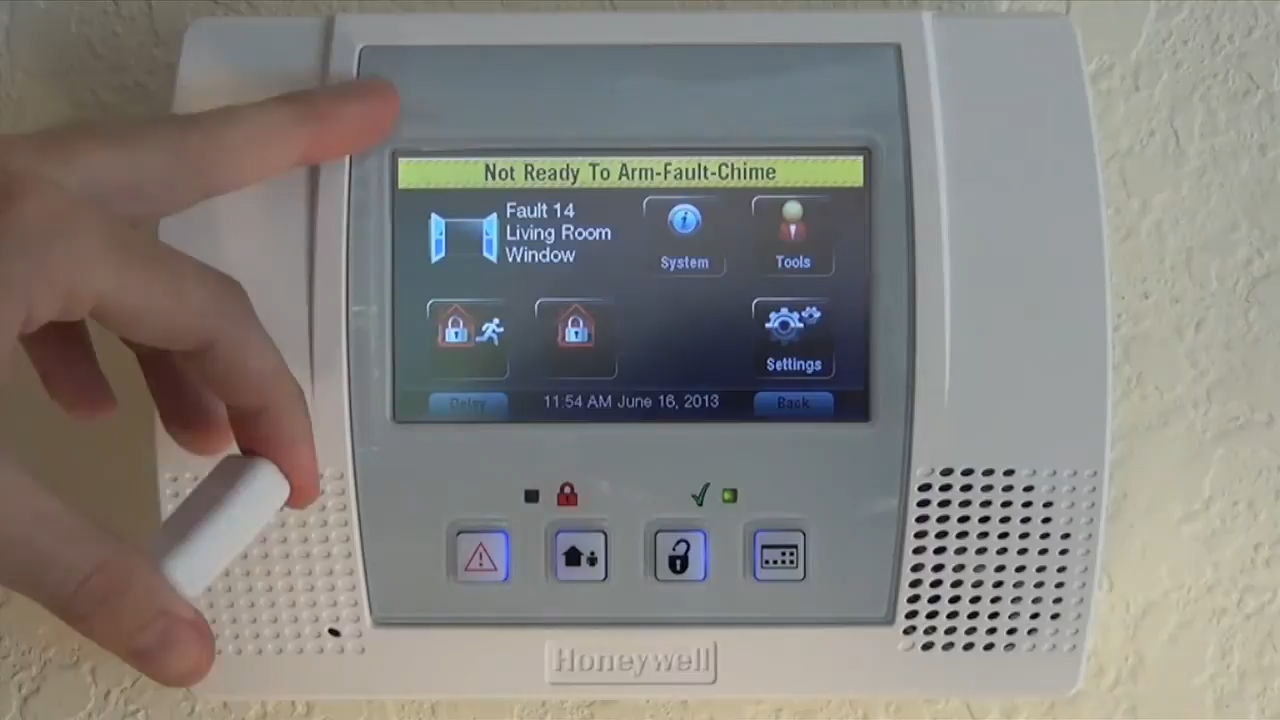 Not Ready To Arm-Fault-Chime
Fault 14
Living Room
Window
System
Tools
Settings
Delay
11:54 AM June 16, 2013
Back
Honeywell